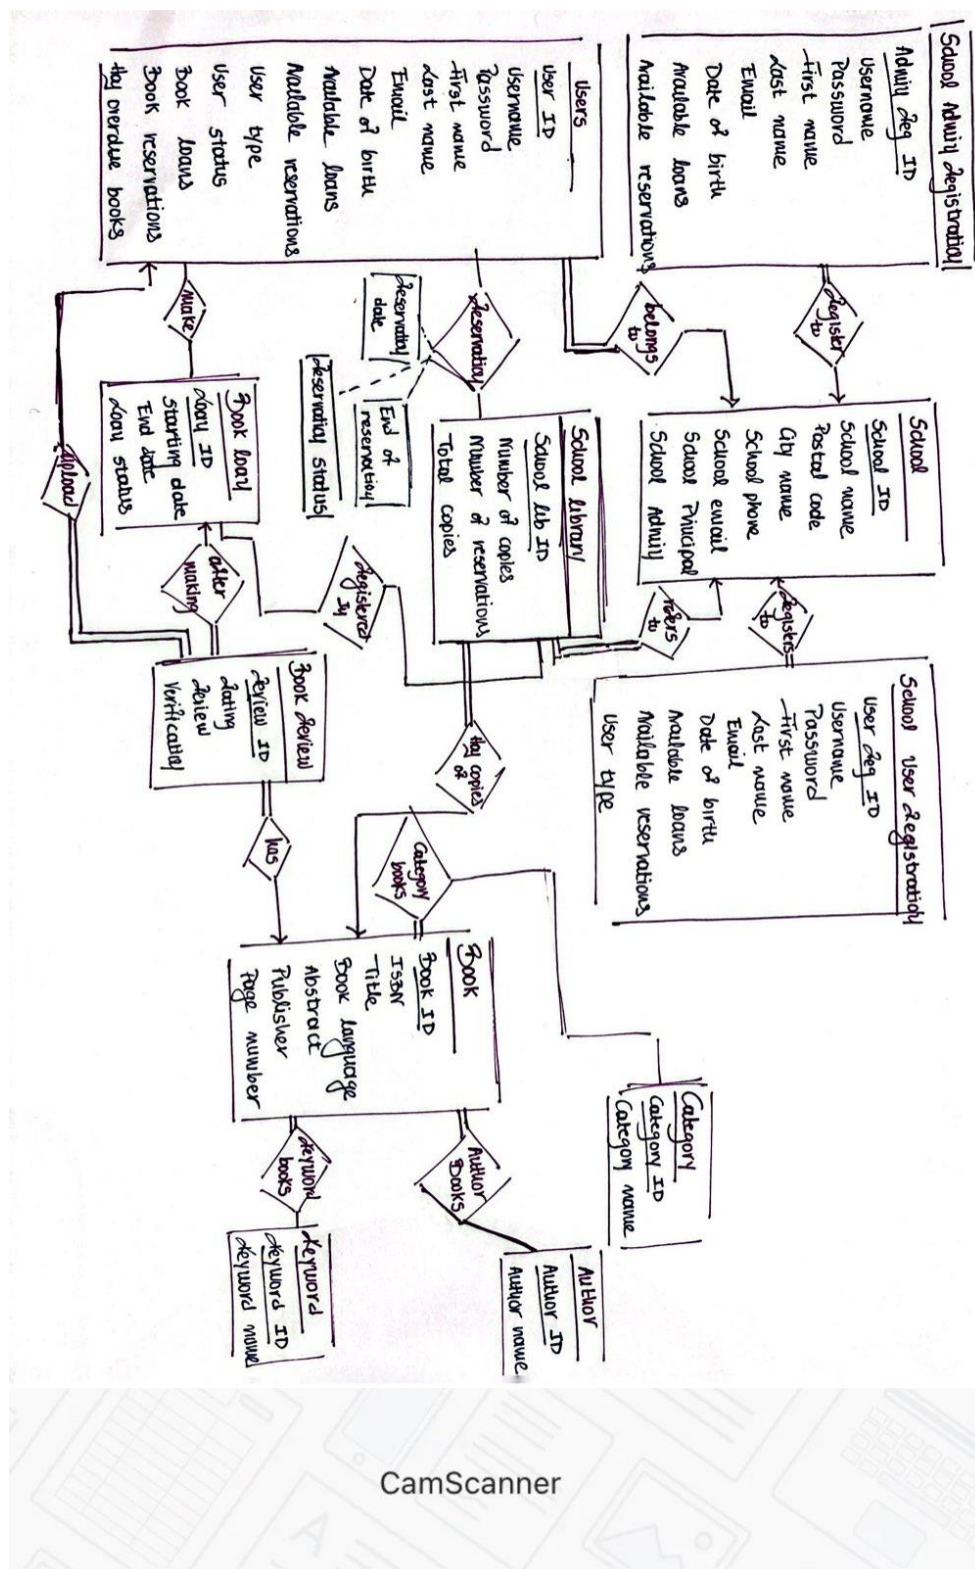 School Admin Registration
Admin Reg ID
Username
Password
First name
Last name
Email
Date of birth
Available loans
Available reservations
Register to
School
School ID
School name
Postal code
City name
School phone
School email
School Principal
School Admin
Registers to
School User Registration
User Reg ID
Username
Password
First name
Last name
Email
Date of birth
Available loans
Available reservations
User type
Users
User ID
Username
Password
First name
Last name
Email
Date of birth
Available loans
Available reservations
User type
User status
Book loans
Book reservations
Has overdue books
belongs to
Reservation
Reservation date
End of reservation
Reservation status
School library
School lib ID
Number of copies
Number of reservations
Total copies
refers to
Has copies of
Registered in
make
Book loan
Loan ID
Starting date
End date
Loan status
upload
after making
Book Review
Review ID
Rating
Review
Verification
has
Category books
Category
Category ID
Category name
Book
Book ID
ISBN
Title
Book language
Abstract
Publisher
Page number
Author Books
Author
Author ID
Author name
Keyword books
Keyword
Keyword ID
Keyword name
CamScanner